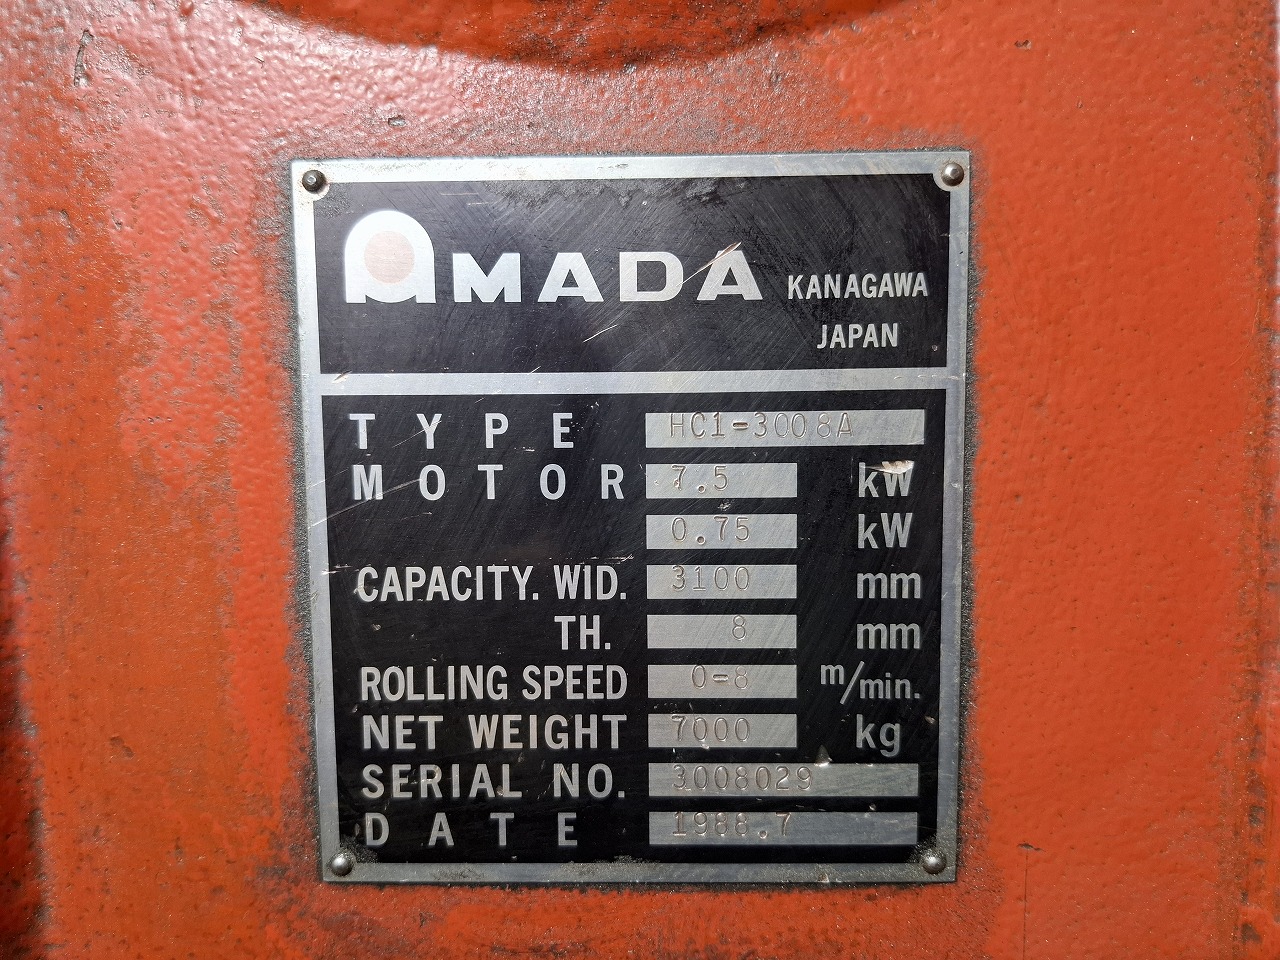 AMADA KANAGAWA
JAPAN
TYPE HC1-3008A
MOTOR 7.5 kW
0.75 kW
CAPACITY. WID. 3100 mm
TH. 8 mm
ROLLING SPEED 0-8 m/min.
NET WEIGHT 7000 kg
SERIAL NO. 3008029
DATE 1988.7